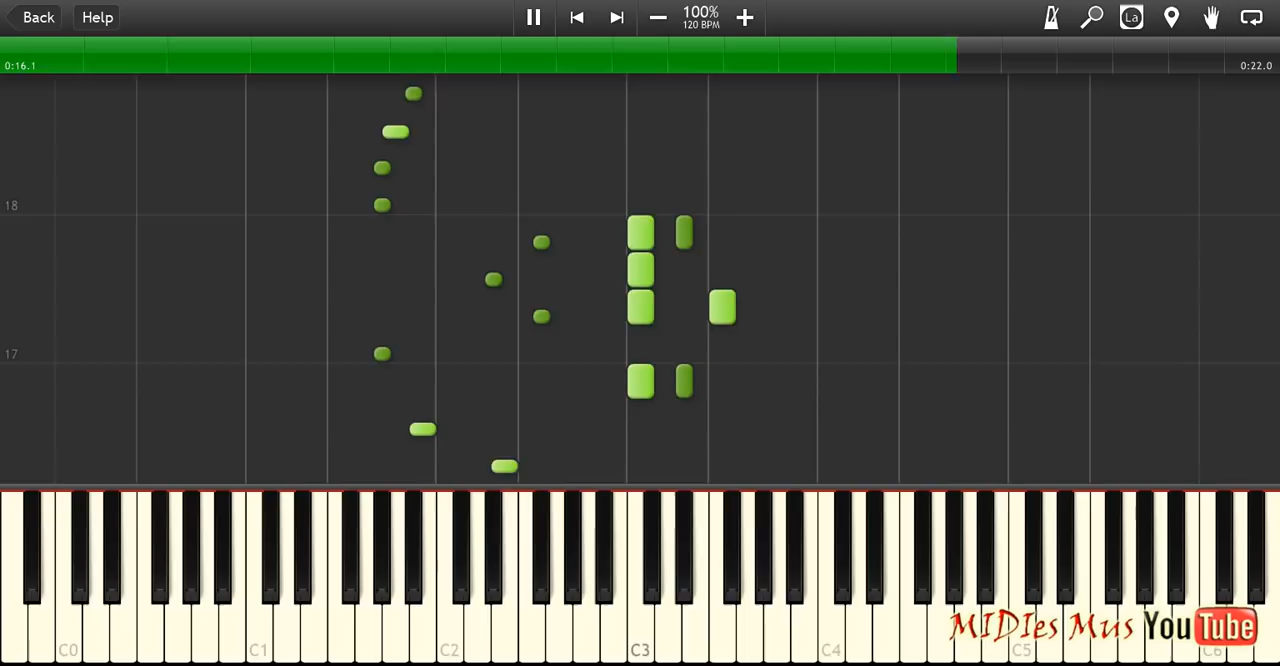 Back Help 100% La
120 BPM
0:16.1 0:22.0
18
17
MIDIes Mus YouTube
C0 C1 C2 C3 C4 C5 C6